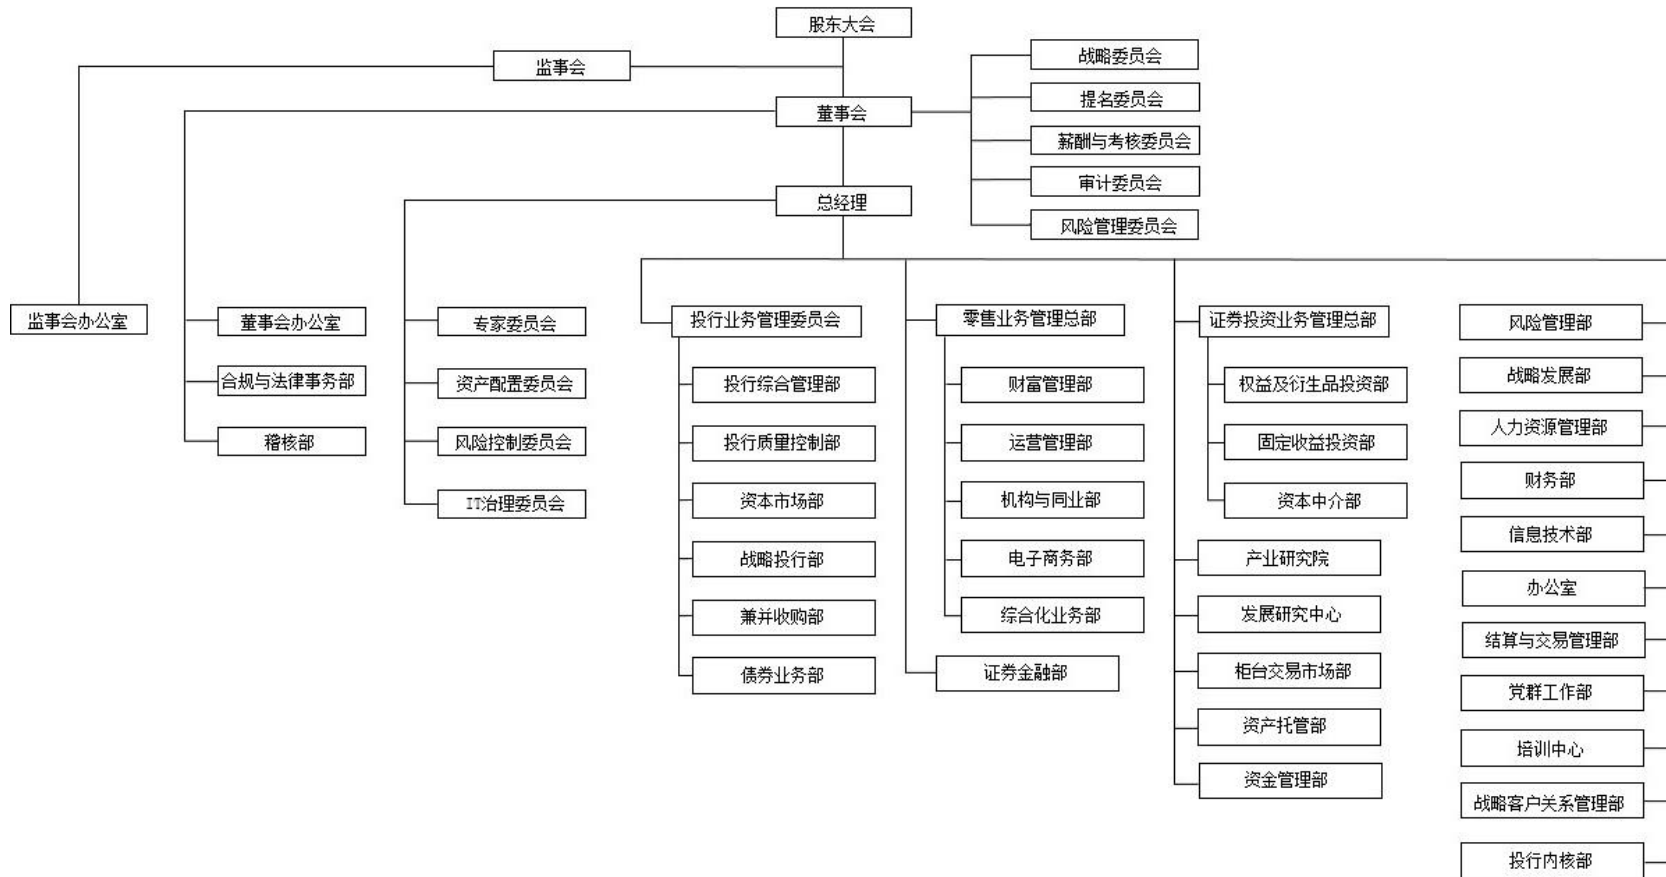 股东大会
监事会
战略委员会
提名委员会
董事会
薪酬与考核委员会
审计委员会
总经理
风险管理委员会
监事会办公室
董事会办公室
合规与法律事务部
稽核部
专家委员会
资产配置委员会
风险控制委员会
IT治理委员会
投行业务管理委员会
投行综合管理部
投行质量控制部
资本市场部
战略投行部
兼并收购部
债券业务部
零售业务管理总部
财富管理部
运营管理部
机构与同业部
电子商务部
综合化业务部
证券金融部
证券投资业务管理总部
权益及衍生品投资部
固定收益投资部
资本中介部
产业研究院
发展研究中心
柜台交易市场部
资产托管部
资金管理部
风险管理部
战略发展部
人力资源管理部
财务部
信息技术部
办公室
结算与交易管理部
党群工作部
培训中心
战略客户关系管理部
投行内核部